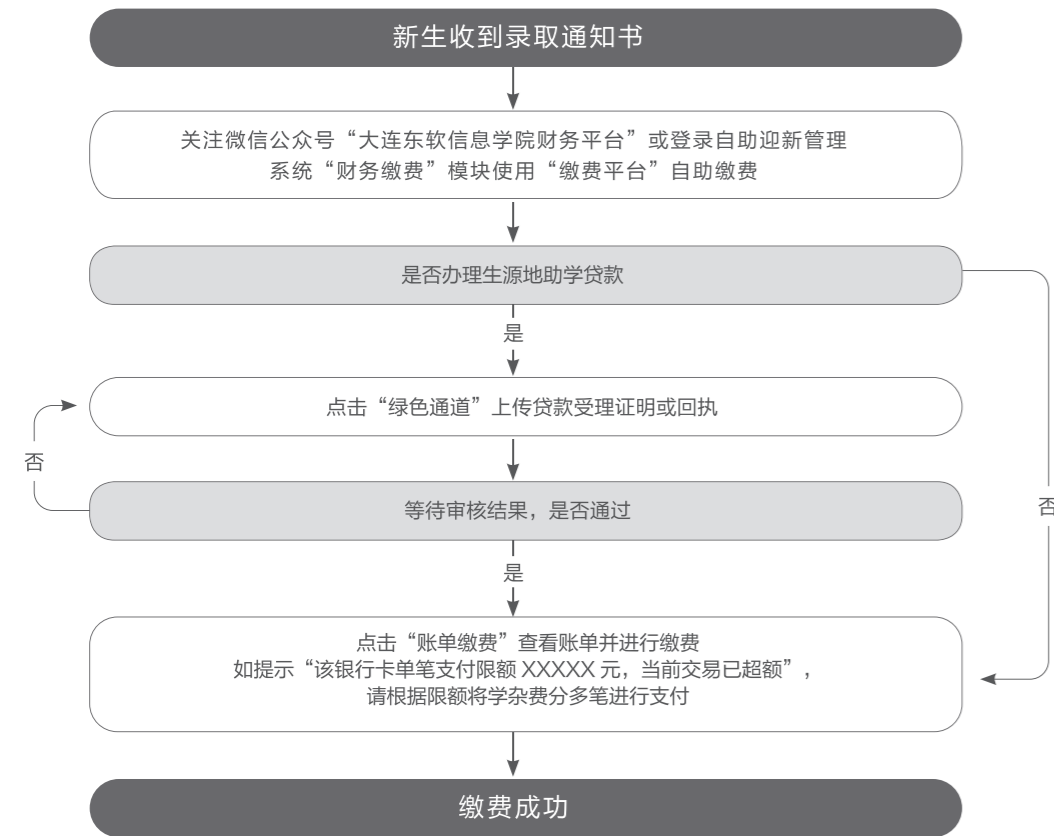 新生收到录取通知书
关注微信公众号“大连东软信息学院财务平台”或登录自助迎新管理
系统“财务缴费”模块使用“缴费平台”自助缴费
是否办理生源地助学贷款
是
点击“绿色通道”上传贷款受理证明或回执
否
等待审核结果，是否通过
否
是
点击“账单缴费”查看账单并进行缴费
如提示“该银行卡单笔支付限额 XXXXX 元，当前交易已超额”，
请根据限额将学杂费分多笔进行支付
缴费成功